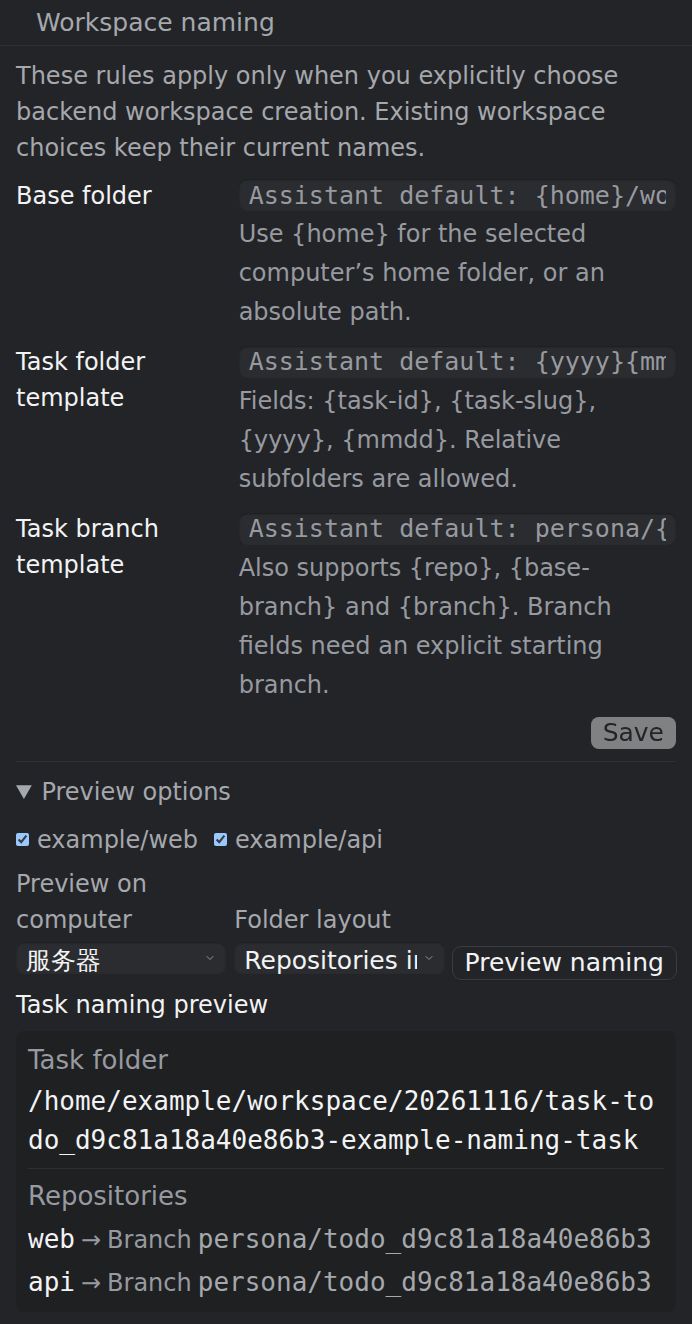 Workspace naming
These rules apply only when you explicitly choose
backend workspace creation. Existing workspace
choices keep their current names.
Base folder
Assistant default: {home}/wo
Use {home} for the selected
computer’s home folder, or an
absolute path.
Task folder
template
Assistant default: {yyyy}{mm
Fields: {task-id}, {task-slug},
{yyyy}, {mmdd}. Relative
subfolders are allowed.
Task branch
template
Assistant default: persona/{
Also supports {repo}, {base-
branch} and {branch}. Branch
fields need an explicit starting
branch.
Save
▼ Preview options
example/web example/api
Preview on
computer
Folder layout
服务器
Repositories in
Preview naming
Task naming preview
Task folder
/home/example/workspace/20261116/task-to
do_d9c81a18a40e86b3-example-naming-task
Repositories
web → Branch persona/todo_d9c81a18a40e86b3
api → Branch persona/todo_d9c81a18a40e86b3